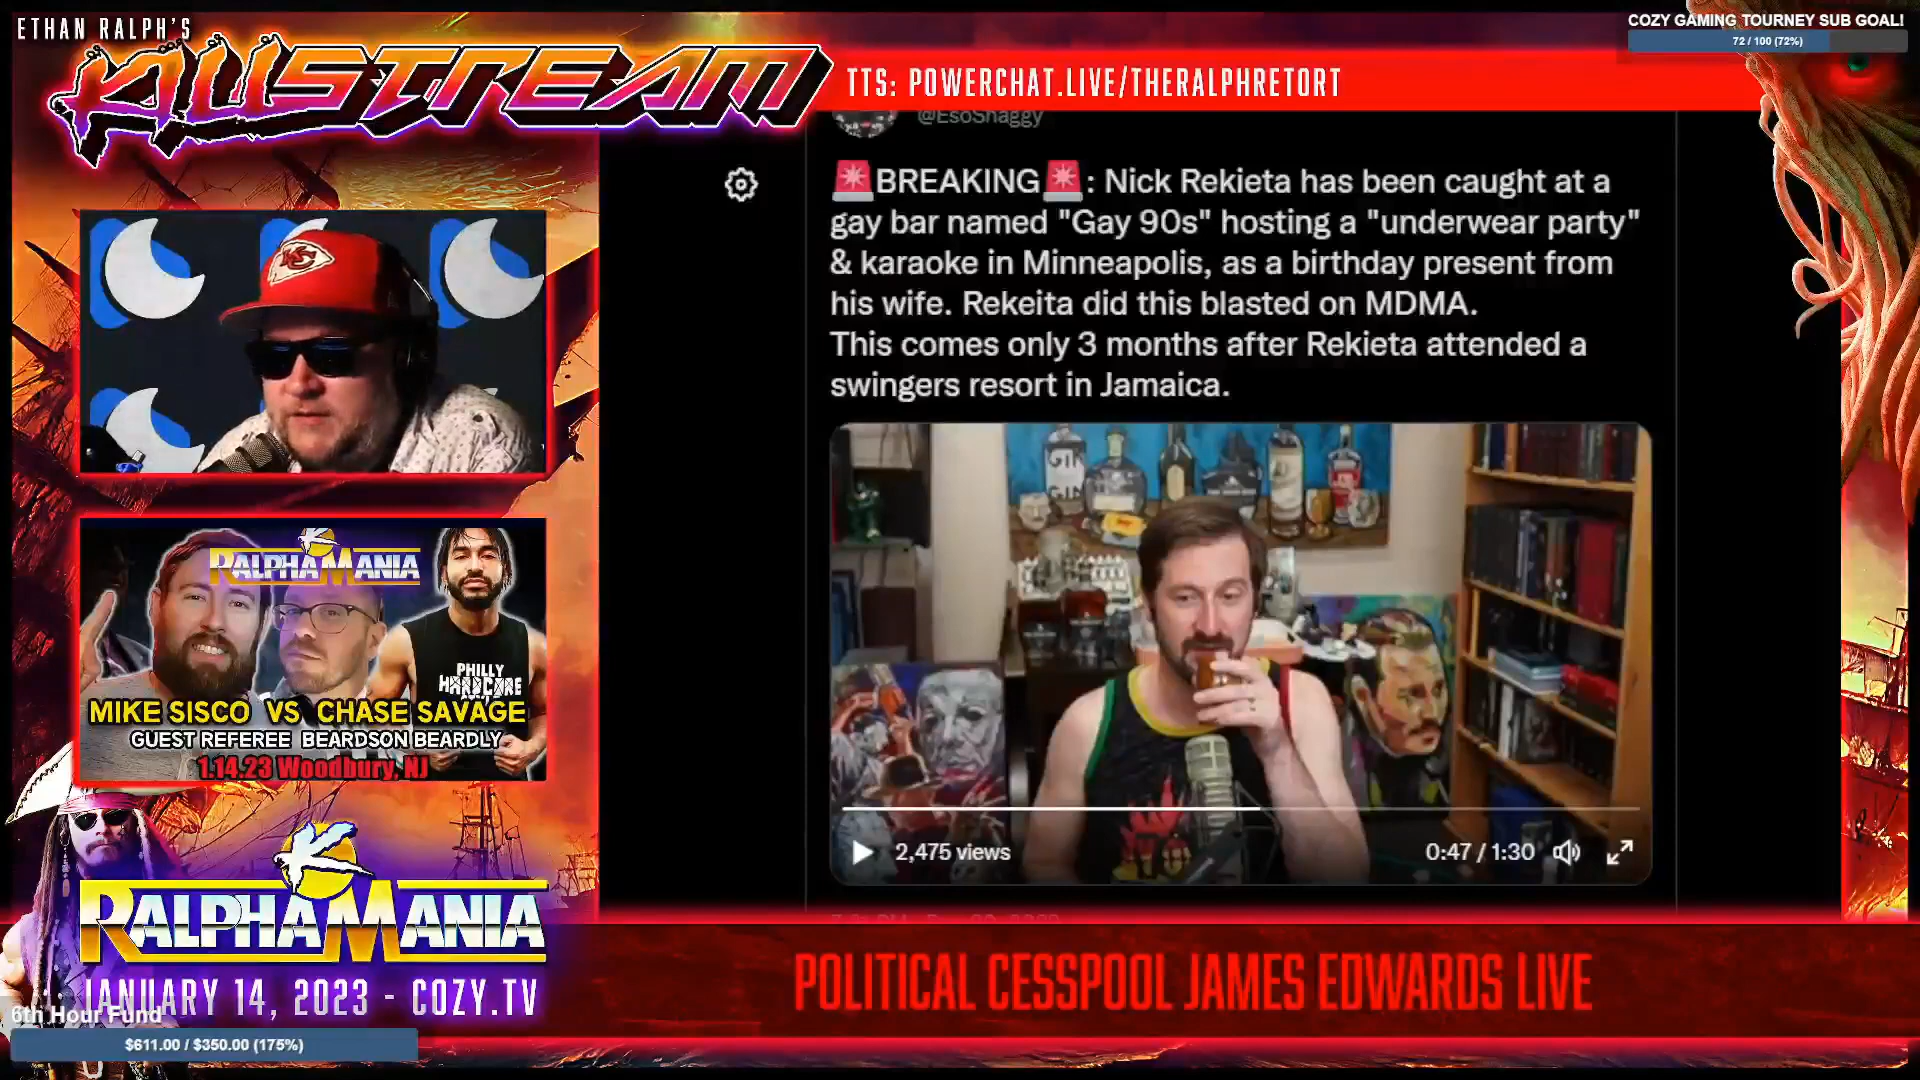 ETHAN RALPH'S
KILLSTREAM
COZY GAMING TOURNEY SUB GOAL!
72 / 100 (72%)
TTS: POWERCHAT.LIVE/THERALPHRETORT
@EsoShaggy
🚨BREAKING🚨: Nick Rekieta has been caught at a
gay bar named "Gay 90s" hosting a "underwear party"
& karaoke in Minneapolis, as a birthday present from
his wife. Rekeita did this blasted on MDMA.
This comes only 3 months after Rekieta attended a
swingers resort in Jamaica.
GIN
GIN
2,475 views
0:47 / 1:30
KC
RALPHAMANIA
PHILLY
HARDCORE
MIKE SISCO VS CHASE SAVAGE
GUEST REFEREE BEARDSON BEARDLY
1.14.23 Woodbury, NJ
RALPHAMANIA
JANUARY 14, 2023 - COZY.TV
6th Hour Fund
$611.00 / $350.00 (175%)
POLITICAL CESSPOOL JAMES EDWARDS LIVE